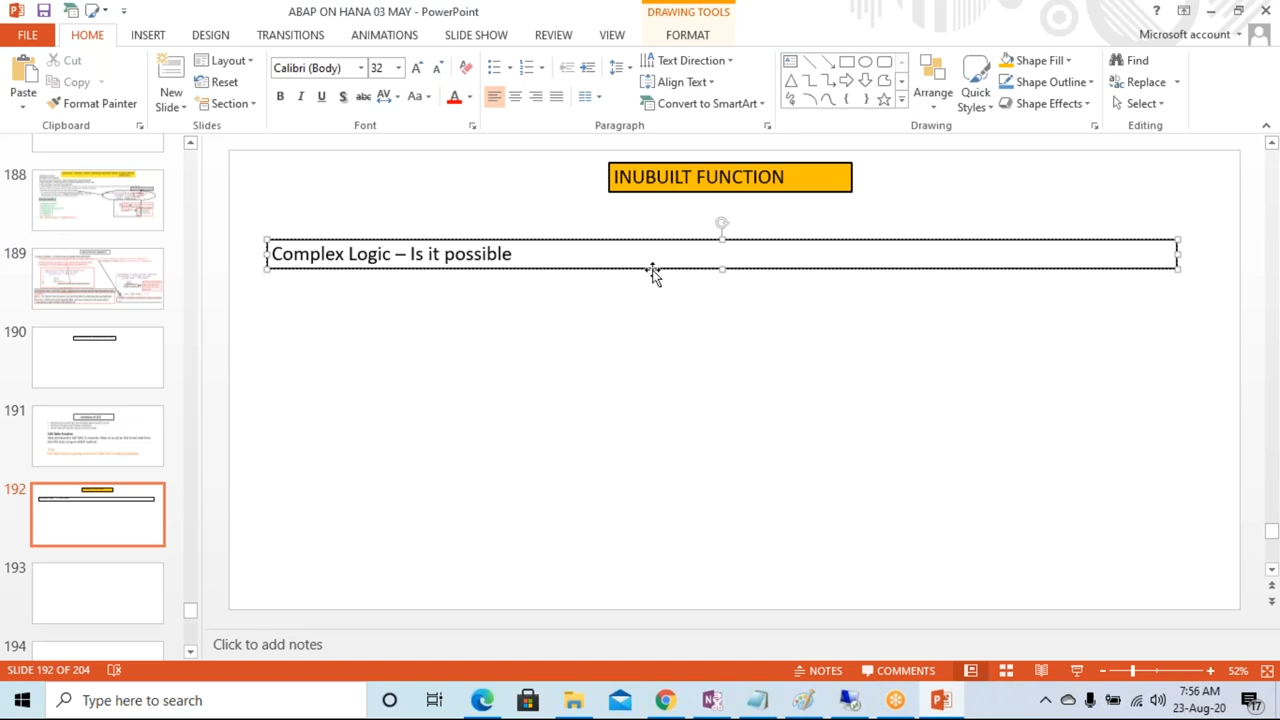 ABAP ON HANA 03 MAY - PowerPoint
DRAWING TOOLS
FILE HOME INSERT DESIGN TRANSITIONS ANIMATIONS SLIDE SHOW REVIEW VIEW FORMAT
Microsoft account
Paste
Cut
Copy
Format Painter
Clipboard
New Slide
Layout
Reset
Section
Slides
Calibri (Body) 32
Font
Text Direction
Align Text
Convert to SmartArt
Paragraph
Arrange
Quick Styles
Shape Fill
Shape Outline
Shape Effects
Drawing
Find
Replace
Select
Editing
188
189
190
191
192
193
194
INUBUILT FUNCTION
Complex Logic – Is it possible
Click to add notes
SLIDE 192 OF 204
NOTES
COMMENTS
52%
Type here to search
7:56 AM
23-Aug-20
17